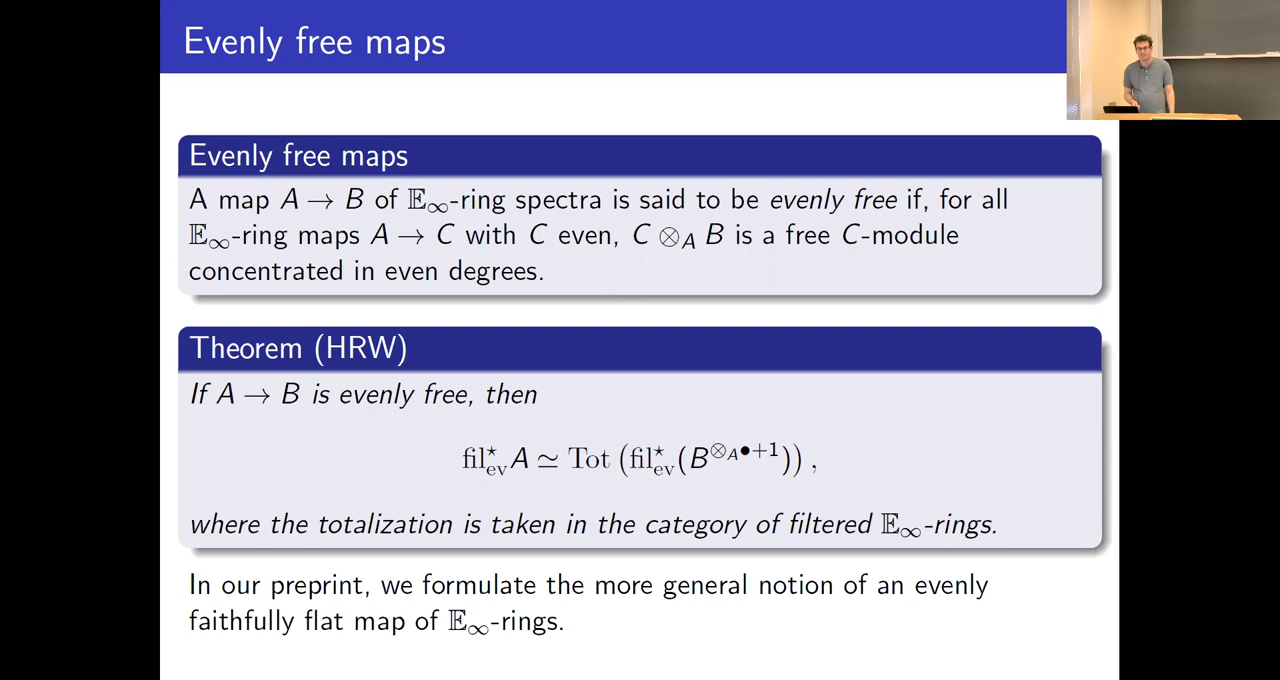 Evenly free maps
Evenly free maps
A map A → B of 𝔼∞-ring spectra is said to be evenly free if, for all
𝔼∞-ring maps A → C with C even, C ⊗_A B is a free C-module
concentrated in even degrees.
Theorem (HRW)
If A → B is evenly free, then
fil⋆_ev A ≃ Tot (fil⋆_ev(B^{⊗_A •+1})) ,
where the totalization is taken in the category of filtered 𝔼∞-rings.
In our preprint, we formulate the more general notion of an evenly
faithfully flat map of 𝔼∞-rings.